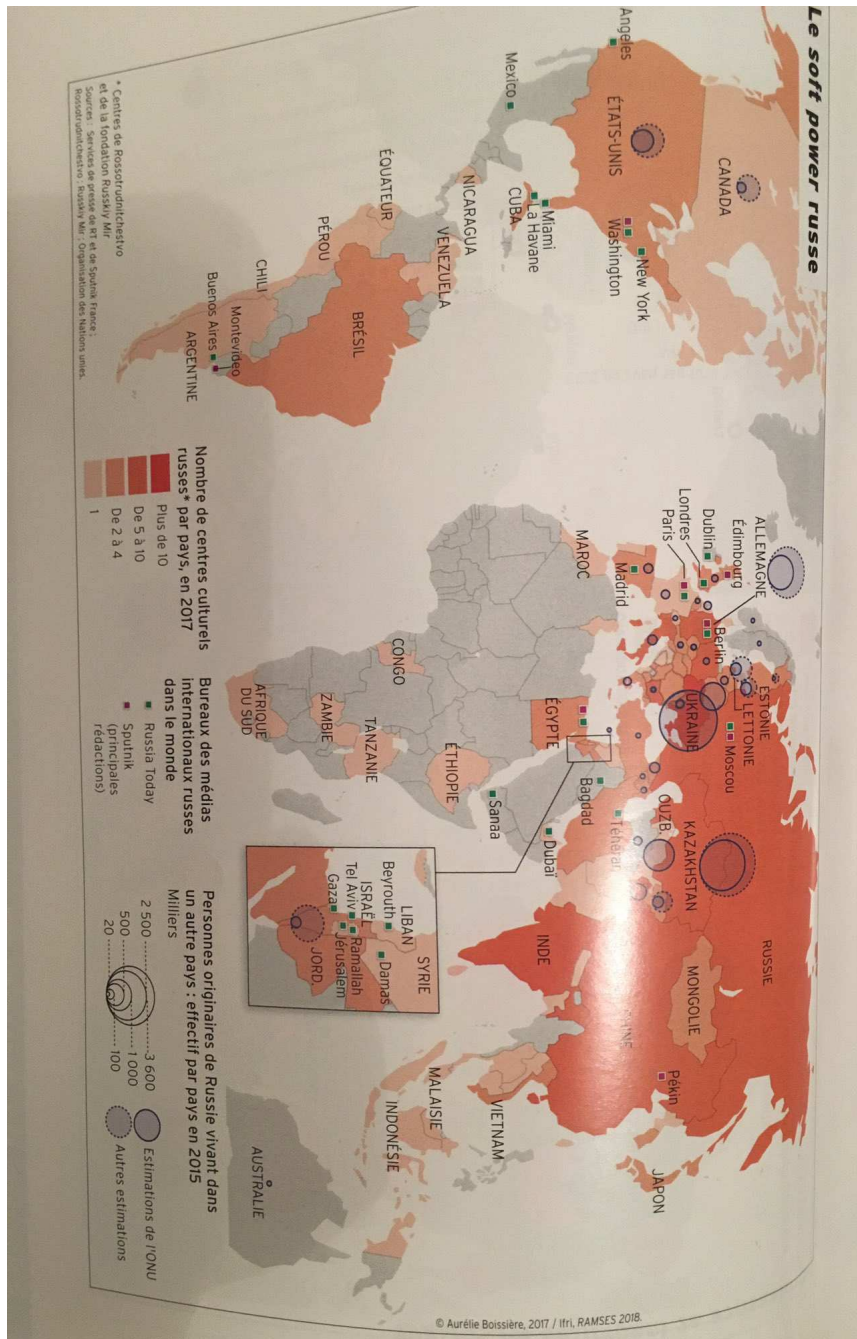 Le soft power russe
CANADA
ÉTATS-UNIS
Angeles
New York
Washington
Miami
La Havane
CUBA
Mexico
NICARAGUA
VENEZUELA
ÉQUATEUR
PÉROU
BRÉSIL
CHILI
Montevideo
Buenos Aires
ARGENTINE
ALLEMAGNE
Édimbourg
Dublin
Londres
Paris
Berlin
Madrid
ESTONIE
LETTONIE
Moscou
UKRAINE
RUSSIE
KAZAKHSTAN
OUZB.
MONGOLIE
Pékin
JAPON
Téhéran
Bagdad
Dubaï
Sanaa
INDE
VIETNAM
MALAISIE
INDONÉSIE
AUSTRALIE
MAROC
ÉGYPTE
ÉTHIOPIE
CONGO
TANZANIE
ZAMBIE
AFRIQUE
DU SUD
SYRIE
LIBAN
Beyrouth
Damas
ISRAËL
Tel Aviv
Ramallah
Jérusalem
Gaza
JORD.
Nombre de centres culturels
russes* par pays, en 2017
Plus de 10
De 5 à 10
De 2 à 4
1
Bureaux des médias
internationaux russes
dans le monde
Russia Today
Sputnik
(principales
rédactions)
Personnes originaires de Russie vivant dans
un autre pays : effectif par pays en 2015
Milliers
2 500
500
20
3 600
1 000
100
Estimations de l'ONU
Autres estimations
* Centres de Rossotrudnitchestvo
et de la fondation Russkiy Mir
Sources : Services de presse de RT et de Sputnik France ;
Rossotrudnitchestvo ; Russkiy Mir ; Organisation des Nations unies.
© Aurélie Boissière, 2017 / Ifri, RAMSES 2018.